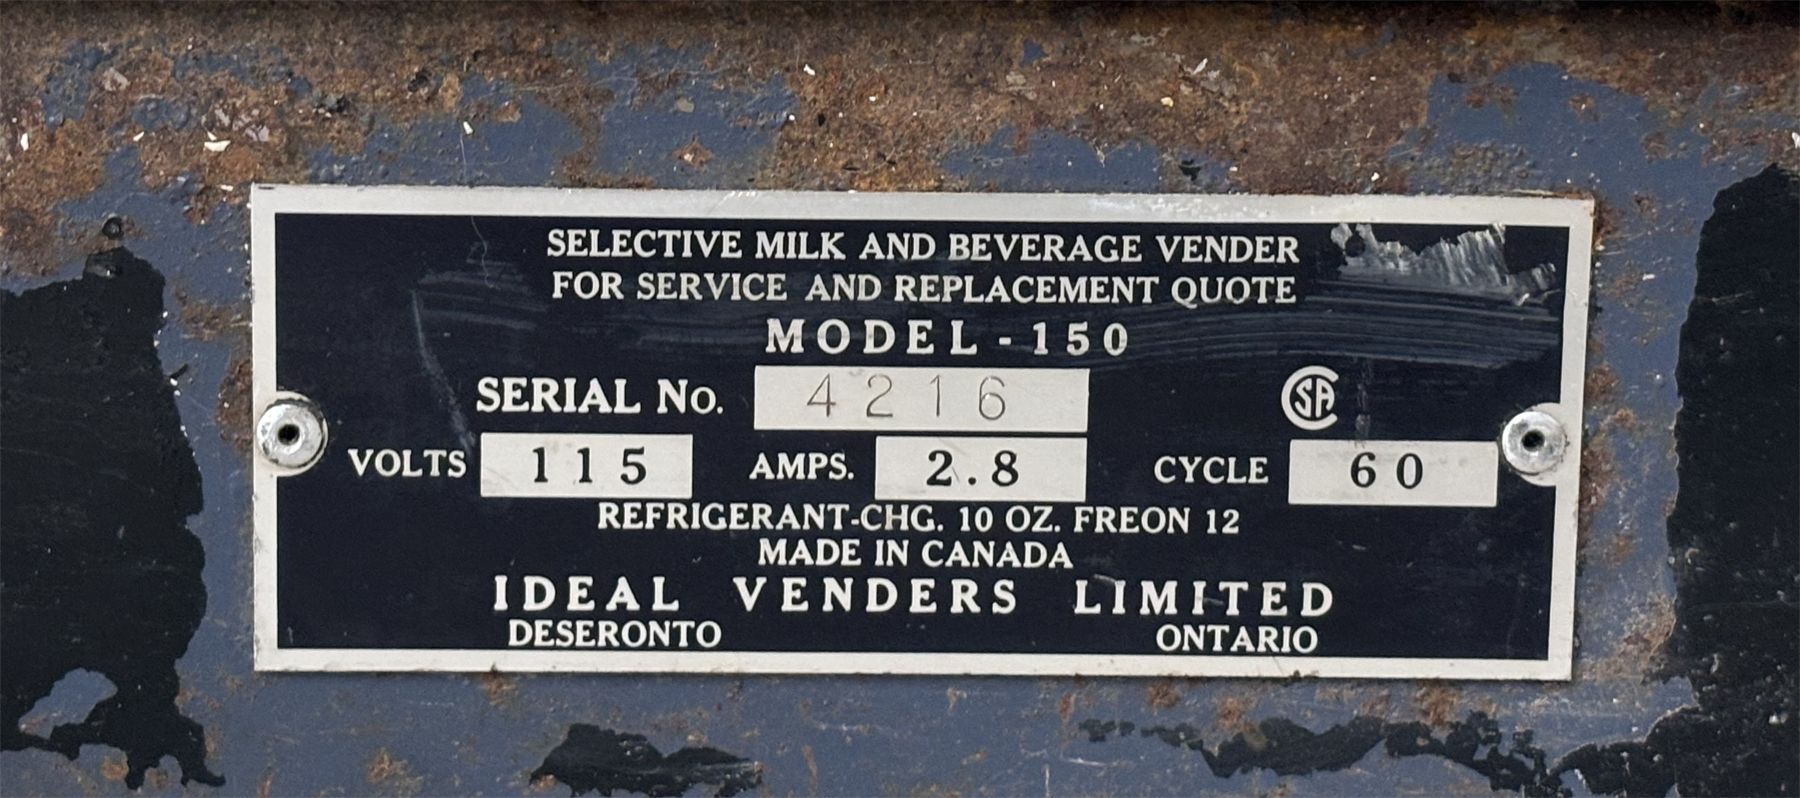 SELECTIVE MILK AND BEVERAGE VENDER
FOR SERVICE AND REPLACEMENT QUOTE
MODEL - 150
SERIAL No. 4216
CSA
VOLTS 115 AMPS. 2.8 CYCLE 60
REFRIGERANT-CHG. 10 OZ. FREON 12
MADE IN CANADA
IDEAL VENDERS LIMITED
DESERONTO ONTARIO